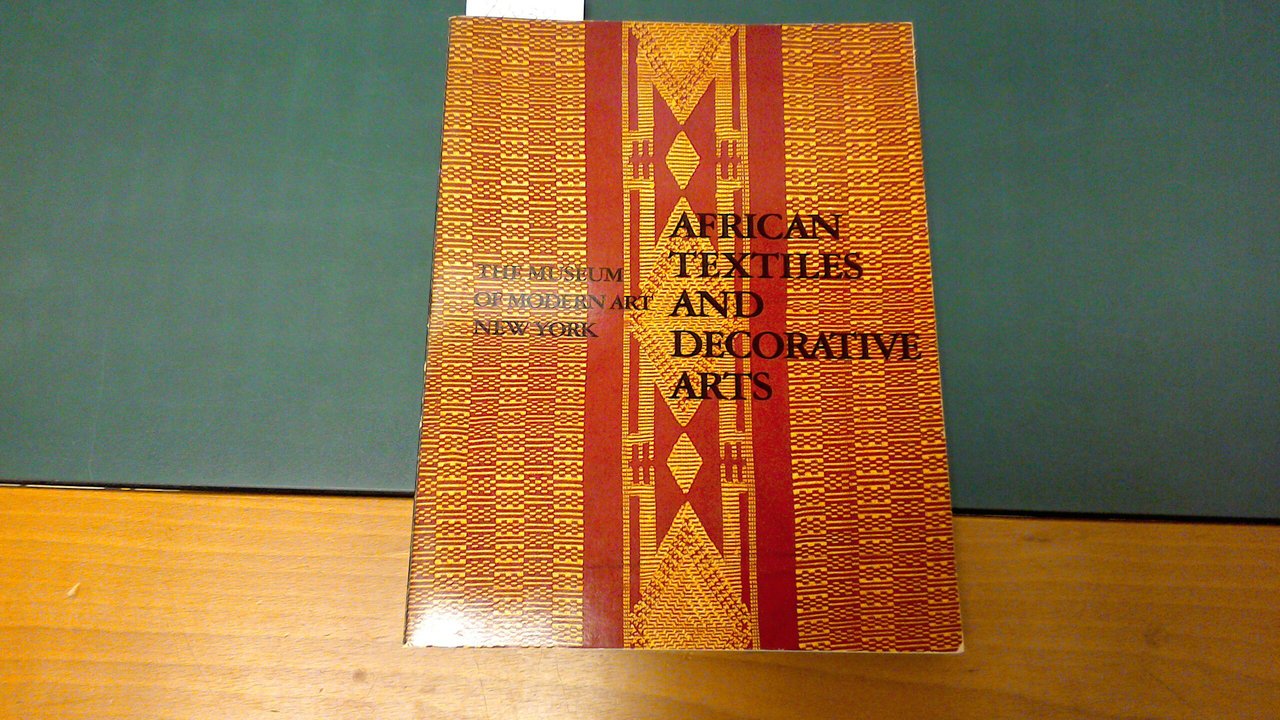 THE MUSEUM
OF MODERN ART
NEW YORK
AFRICAN
TEXTILES
AND
DECORATIVE
ARTS